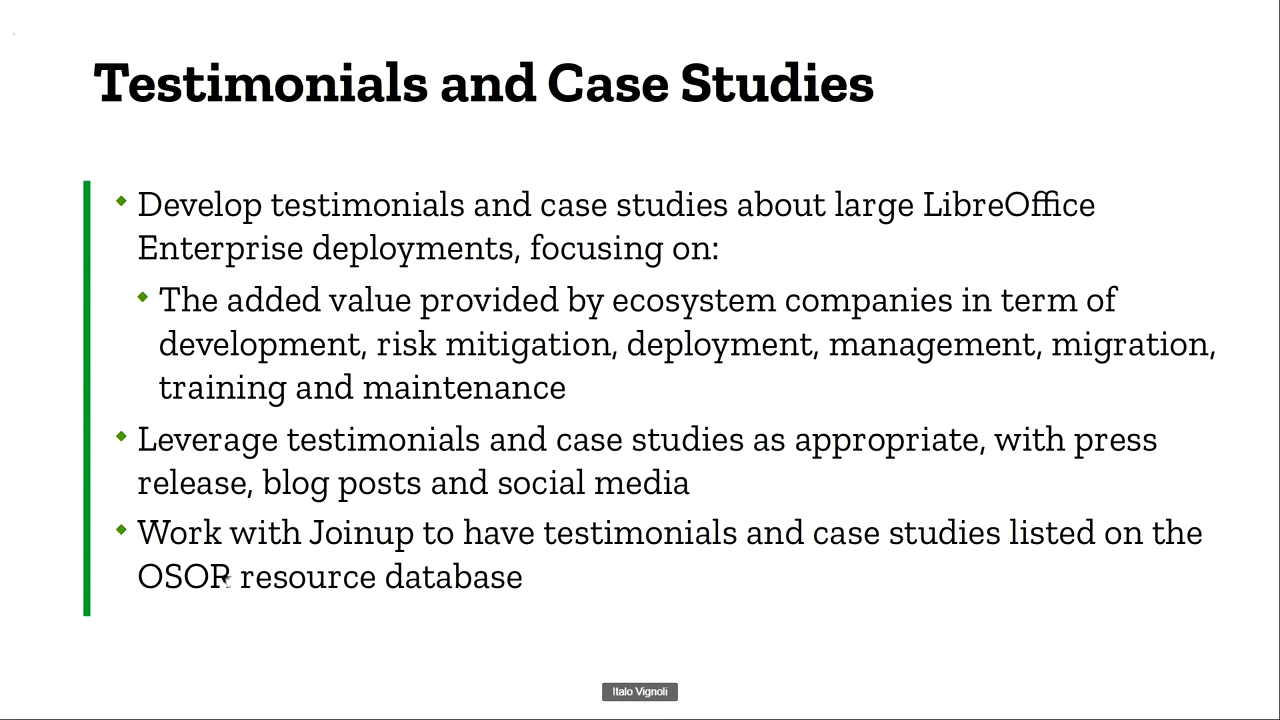 Testimonials and Case Studies
Develop testimonials and case studies about large LibreOffice
Enterprise deployments, focusing on:
The added value provided by ecosystem companies in term of
development, risk mitigation, deployment, management, migration,
training and maintenance
Leverage testimonials and case studies as appropriate, with press
release, blog posts and social media
Work with Joinup to have testimonials and case studies listed on the
OSOR resource database
Italo Vignoli